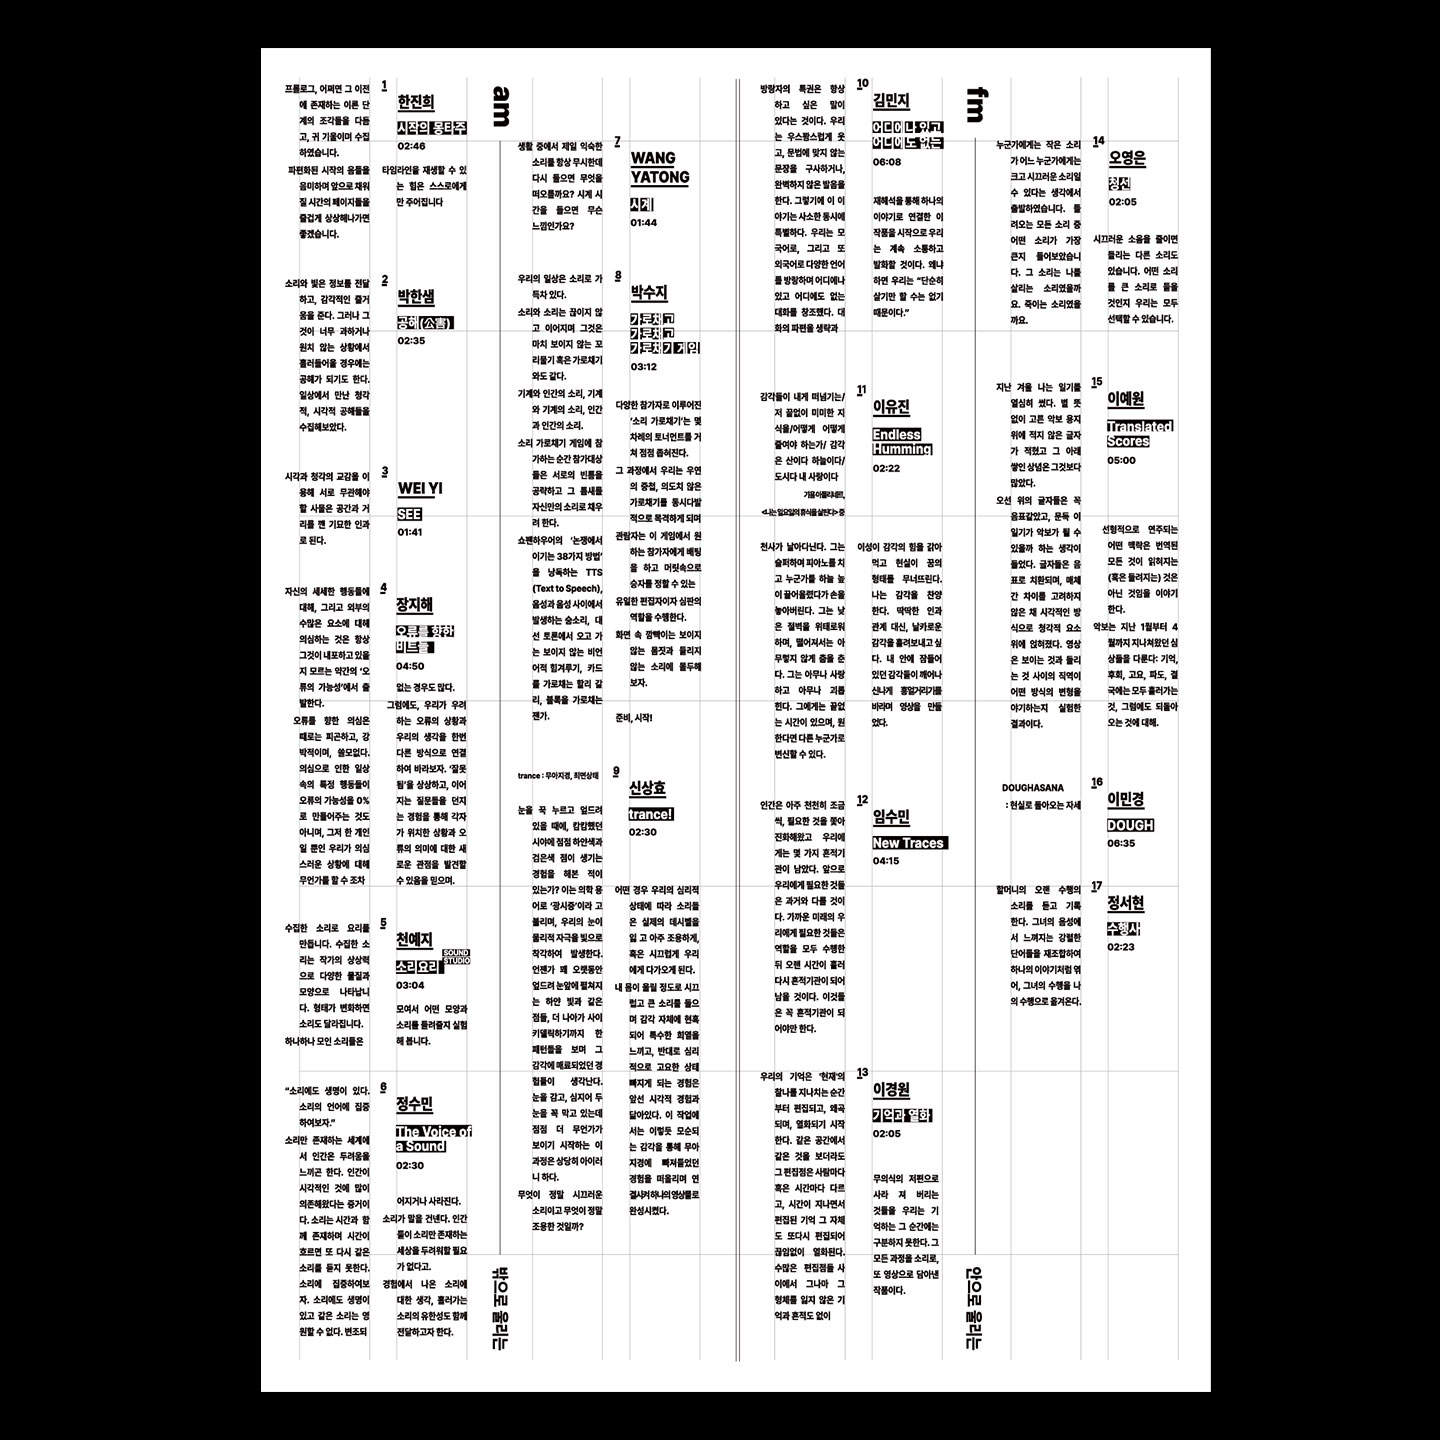 am
1
한진희
시작의 몽타주
02:46
프롤로그, 어쩌면 그 이전
에 존재하는 이른 단
계의 조각들을 다듬
고, 귀 기울이며 수집
하였습니다.
파편화된 시작의 음들을
음미하며 앞으로 채워
질 시간의 페이지들을
즐겁게 상상해나가면
좋겠습니다.
타임라인을 재생할 수 있
는 힘은 스스로에게
만 주어집니다
2
박한샘
공해(公害)
02:35
소리와 빛은 정보를 전달
하고, 감각적인 즐거
움을 준다. 그러나 그
것이 너무 과하거나
원치 않는 상황에서
흘러들어올 경우에는
공해가 되기도 한다.
일상에서 만난 청각
적, 시각적 공해들을
수집해보았다.
3
WEI YI
SEE
01:41
시각과 청각의 교감을 이
용해 서로 무관해야
할 사물은 공간과 거
리를 깬 기묘한 인과
로 된다.
4
장지해
오류를 향하
비트는
04:50
자신의 세세한 행동들에
대해, 그리고 외부의
수많은 요소에 대해
의심하는 것은 항상
그것이 내포하고 있을
지 모르는 약간의 ‘오
류의 가능성’에서 출
발한다.
오류를 향한 의심은
때로는 피곤하고, 강
박적이며, 쓸모없다.
의심으로 인한 일상
속의 특정 행동들이
오류의 가능성을 0%
로 만들어주는 것도
아니며, 그저 한 개인
일 뿐인 우리가 의심
스러운 상황에 대해
무언가를 할 수 조차
없는 경우도 많다.
그럼에도, 우리가 우려
하는 오류의 상황과
우리의 생각을 한번
다른 방식으로 연결
하여 바라보자. ‘잘못
됨’을 상상하고, 이어
지는 질문들을 던지
는 경험을 통해 각자
가 위치한 상황과 오
류의 의미에 대한 새
로운 관점을 발견할
수 있음을 믿으며.
5
천예지
소리 요리
SOUND
STUDIO
03:04
수집한 소리로 요리를
만듭니다. 수집한 소
리는 작가의 상상력
으로 다양한 물질과
모양으로 나타납니
다. 형태가 변화하면
소리도 달라집니다.
하나하나 모인 소리들은
모여서 어떤 모양과
소리를 들려줄지 실험
해 봅니다.
6
정수민
The Voice of
a Sound
02:30
“소리에도 생명이 있다.
소리의 언어에 집중
하여보자.”
소리만 존재하는 세계에
서 인간은 두려움을
느끼곤 한다. 인간이
시각적인 것에 많이
의존해왔다는 증거이
다. 소리는 시간과 함
께 존재하며 시간이
흐르면 또 다시 같은
소리를 듣지 못한다.
소리에 집중하여보
자. 소리에도 생명이
있고 같은 소리는 영
원할 수 없다. 변조되
어지거나 사라진다.
소리가 말을 건넨다. 인간
들이 소리만 존재하는
세상을 두려워할 필요
가 없다고.
경험에서 나온 소리에
대한 생각, 흘러가는
소리의 유한성도 함께
전달하고자 한다.
7
WANG
YATONG
시계
01:44
생활 중에서 제일 익숙한
소리를 항상 무시한데
다시 들으면 무엇을
떠오를까요? 시계 시
간을 들으면 무슨
느낌인가요?
8
박수지
가로채고
가로채고
가로채기 게임
03:12
우리의 일상은 소리로 가
득차 있다.
소리와 소리는 끊이지 않
고 이어지며 그것은
마치 보이지 않는 꼬
리물기 혹은 가로채기
와도 같다.
기계와 인간의 소리, 기계
와 기계의 소리, 인간
과 인간의 소리.
소리 가로채기 게임에 참
가하는 순간 참가대상
들은 서로의 빈틈을
공략하고 그 틈새를
자신만의 소리로 채우
려 한다.
쇼펜하우어의 ‘논쟁에서
이기는 38가지 방법’
을 낭독하는 TTS
(Text to Speech),
음성과 음성 사이에서
발생하는 숨소리, 대
선 토론에서 오고 가
는 보이지 않는 비언
어적 힘겨루기, 카드
를 가로채는 할리 갈
리, 블록을 가로채는
젠가.
다양한 참가자로 이루어진
‘소리 가로채기’는 몇
차례의 토너먼트를 거
쳐 점점 좁혀진다.
그 과정에서 우리는 우연
의 중첩, 의도치 않은
가로채기를 동시다발
적으로 목격하게 되며
관람자는 이 게임에서 원
하는 참가자에게 배팅
을 하고 머릿속으로
승자를 정할 수 있는
유일한 편집자이자 심판의
역할을 수행한다.
화면 속 깜빡이는 보이지
않는 몸짓과 들리지
않는 소리에 몰두해
보자.
준비, 시작!
9
신상효
trance!
02:30
trance : 무아지경, 최면상태
눈을 꾹 누르고 엎드려
있을 때에, 캄캄했던
시야에 점점 하얀색과
검은색 점이 생기는
경험을 해본 적이
있는가? 이는 의학 용
어로 ‘광시증’이라 고
불리며, 우리의 눈이
물리적 자극을 빛으로
착각하여 발생한다.
언젠가 꽤 오랫동안
엎드려 눈앞에 펼쳐지
는 하얀 빛과 같은
점들, 더 나아가 사이
키델릭하기까지 한
패턴들을 보며 그
감각에 매료되었던 경
험들이 생각난다.
눈을 감고, 심지어 두
눈을 꼭 막고 있는데
점점 더 무언가가
보이기 시작하는 이
과정은 상당히 아이러
니 하다.
무엇이 정말 시끄러운
소리이고 무엇이 정말
조용한 것일까?
어떤 경우 우리의 심리적
상태에 따라 소리들
은 실제의 데시벨을
잃 고 아주 조용하게,
혹은 시끄럽게 우리
에게 다가오게 된다.
내 몸이 울릴 정도로 시끄
럽고 큰 소리를 들으
며 감각 자체에 현혹
되어 특수한 희열을
느끼고, 반대로 심리
적으로 고요한 상태
빠지게 되는 경험은
앞선 시각적 경험과
닮아있다. 이 작업에
서는 이렇듯 모순되
는 감각을 통해 무아
지경에 빠져들었던
경험을 떠올리며 연
결시켜 하나의 영상물로
완성시켰다.
밖으로 울리는
fm
10
김민지
어디에나 있고
어디에도 없는
06:08
방랑자의 특권은 항상
하고 싶은 말이
있다는 것이다. 우리
는 우스꽝스럽게 웃
고, 문법에 맞지 않는
문장을 구사하거나,
완벽하지 않은 발음을
한다. 그렇기에 이 이
야기는 사소한 동시에
특별하다. 우리는 모
국어로, 그리고 또
외국어로 다양한 언어
를 방랑하며 어디에나
있고 어디에도 없는
대화를 창조했다. 대
화의 파편을 생략과
재해석을 통해 하나의
이야기로 연결한 이
작품을 시작으로 우리
는 계속 소통하고
발화할 것이다. 왜냐
하면 우리는 “단순히
살기만 할 수는 없기
때문이다.”
11
이유진
Endless
Humming
02:22
감각들이 내게 떠넘기는/
저 끝없이 미미한 지
식을/어떻게 어떻게
줄여야 하는가/ 감각
은 산이다 하늘이다/
도시다 내 사랑이다
기욤 아폴리네르,
<나는 일요일의 휴식을 살핀다> 중
천사가 날아다닌다. 그는
슬퍼하며 피아노를 치
고 누군가를 하늘 높
이 끌어올렸다가 손을
놓아버린다. 그는 낮
은 절벽을 위태로워
하며, 떨어져서는 아
무렇지 않게 춤을 춘
다. 그는 아무나 사랑
하고 아무나 괴롭
힌다. 그에게는 끝없
는 시간이 있으며, 원
한다면 다른 누군가로
변신할 수 있다.
이성이 감각의 힘을 갉아
먹고 현실이 꿈의
형태를 무너뜨린다.
나는 감각을 찬양
한다. 딱딱한 인과
관계 대신, 날카로운
감각을 흘려보내고 싶
다. 내 안에 잠들어
있던 감각들이 깨어나
신나게 흥얼거리기를
바라며 영상을 만들
었다.
12
임수민
New Traces
04:15
인간은 아주 천천히 조금
씩, 필요한 것을 쫓아
진화해왔고 우리에
게는 몇 가지 흔적기
관이 남았다. 앞으로
우리에게 필요한 것들
은 과거와 다를 것이
다. 가까운 미래의 우
리에게 필요한 것들은
역할을 모두 수행한
뒤 오랜 시간이 흘러
다시 흔적기관이 되어
남을 것이다. 이것들
은 꼭 흔적기관이 되
어야만 한다.
13
이경원
기억과 열화
02:05
우리의 기억은 ‘현재’의
찰나를 지나치는 순간
부터 편집되고, 왜곡
되며, 열화되기 시작
한다. 같은 공간에서
같은 것을 보더라도
그 편집점은 사람마다
혹은 시간마다 다르
고, 시간이 지나면서
편집된 기억 그 자체
도 또다시 편집되어
끊임없이 열화된다.
수많은 편집점들 사
이에서 그나마 그
형체를 잃지 않은 기
억과 흔적도 없이
무의식의 저편으로
사라 져 버리는
것들을 우리는 기
억하는 그 순간에는
구분하지 못한다. 그
모든 과정을 소리로,
또 영상으로 담아낸
작품이다.
14
오영은
청선
02:05
누군가에게는 작은 소리
가 어느 누군가에게는
크고 시끄러운 소리일
수 있다는 생각에서
출발하였습니다. 들
려오는 모든 소리 중
어떤 소리가 가장
큰지 들어보았습니
다. 그 소리는 나를
살리는 소리였을까
요. 죽이는 소리였을
까요.
시끄러운 소음을 줄이면
들리는 다른 소리도
있습니다. 어떤 소리
를 큰 소리로 들을
것인지 우리는 모두
선택할 수 있습니다.
15
이예원
Translated
Scores
05:00
지난 겨울 나는 일기를
열심히 썼다. 별 뜻
없이 고른 악보 용지
위에 적지 않은 글자
가 적혔고 그 아래
쌓인 상념은 그것보다
많았다.
오선 위의 글자들은 꼭
음표같았고, 문득 이
일기가 악보가 될 수
있을까 하는 생각이
들었다. 글자들은 음
표로 치환되며, 매체
간 차이를 고려하지
않은 채 시각적인 방
식으로 청각적 요소
위에 얹혀졌다. 영상
은 보이는 것과 들리
는 것 사이의 직역이
어떤 방식의 변형을
야기하는지 실험한
결과이다.
선형적으로 연주되는
어떤 맥락은 번역된
모든 것이 읽혀지는
(혹은 들려지는) 것은
아닌 것임을 이야기
한다.
악보는 지난 1월부터 4
월까지 지나쳐왔던 심
상들을 다룬다: 기억,
후회, 고요, 파도, 결
국에는 모두 흘러가는
것, 그럼에도 되돌아
오는 것에 대해.
16
이민경
DOUGH
06:35
DOUGHASANA
: 현실로 돌아오는 자세
17
정서현
수행사
02:23
할머니의 오랜 수행의
소리를 듣고 기록
한다. 그녀의 음성에
서 느껴지는 강렬한
단어들을 재조합하여
하나의 이야기처럼 엮
어, 그녀의 수행을 나
의 수행으로 옮겨온다.
안으로 울리는